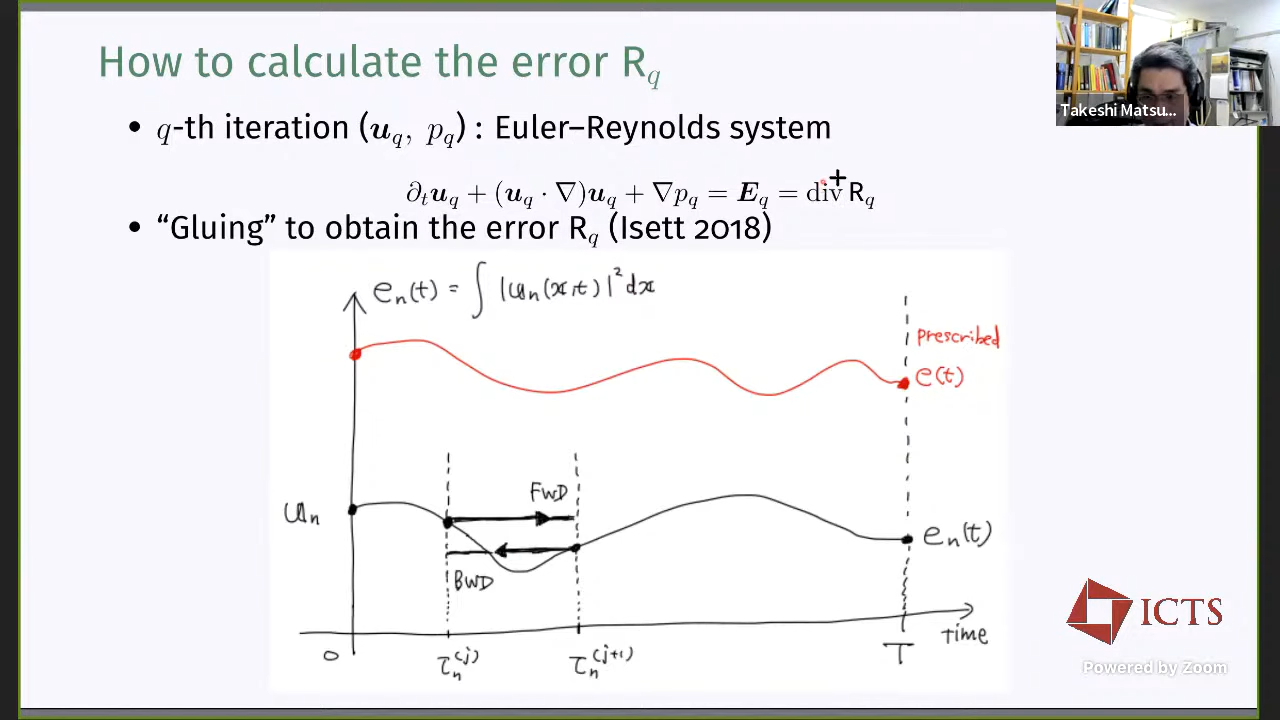 How to calculate the error R_q
Takeshi Matsu...
• q-th iteration (u_q, p_q) : Euler–Reynolds system
∂_t u_q + (u_q · ∇)u_q + ∇p_q = E_q = div R_q
• “Gluing” to obtain the error R_q (Isett 2018)
e_n(t) = ∫ |u_n(x,t)|² dx
prescribed
e(t)
FWD
u_n
e_n(t)
BWD
ICTS
time
0
τ_n^(j)
τ_n^(j+1)
T
Powered by Zoom